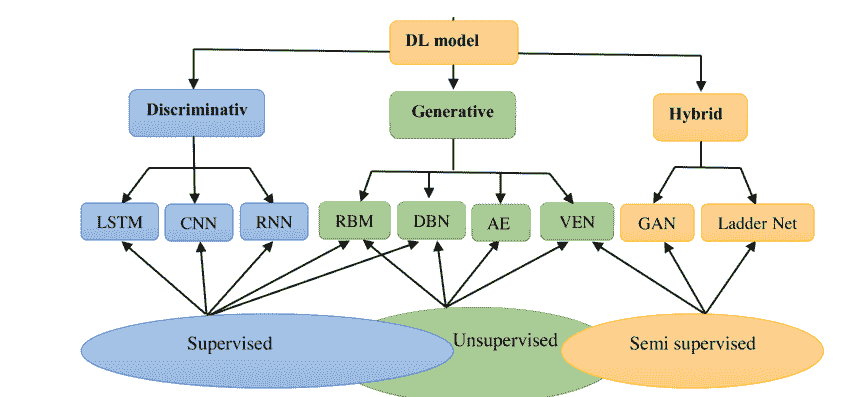 DL model
Discriminativ
Generative
Hybrid
LSTM
CNN
RNN
RBM
DBN
AE
VEN
GAN
Ladder Net
Supervised
Unsupervised
Semi supervised